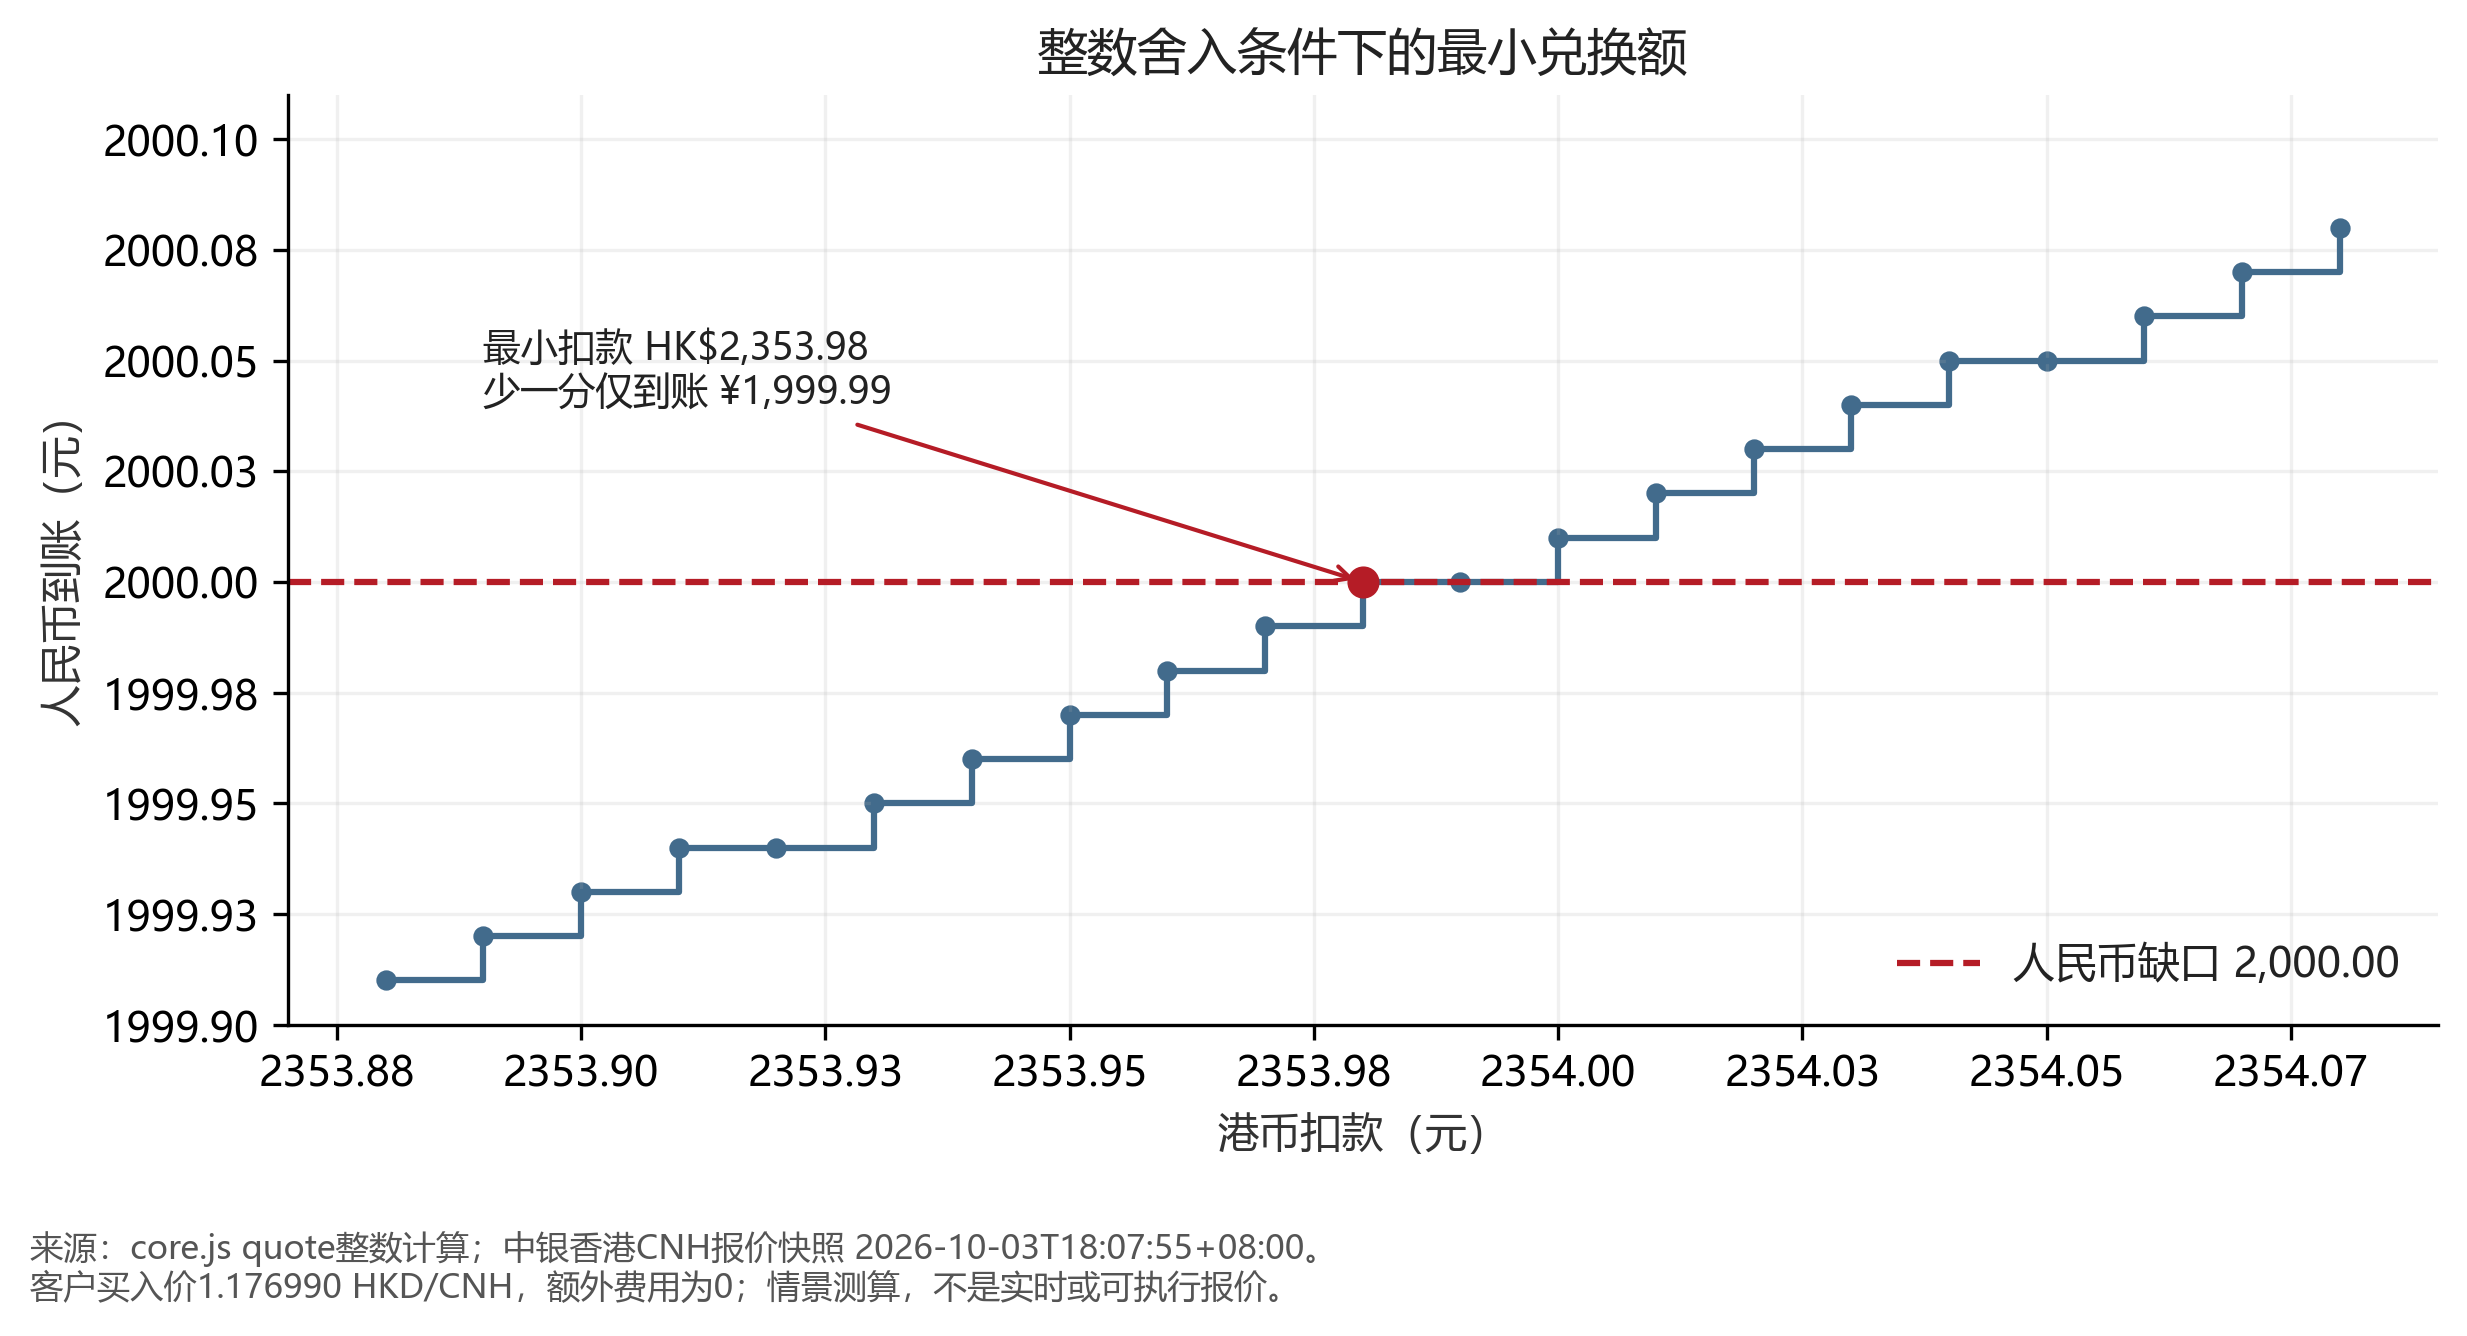 整数舍入条件下的最小兑换额
人民币到账（元）
2000.10
2000.08
2000.05
2000.03
2000.00
1999.98
1999.95
1999.93
1999.90
最小扣款 HK$2,353.98
少一分仅到账 ¥1,999.99
人民币缺口 2,000.00
2353.88 2353.90 2353.93 2353.95 2353.98 2354.00 2354.03 2354.05 2354.07
港币扣款（元）
来源：core.js quote整数计算；中银香港CNH报价快照 2026-10-03T18:07:55+08:00。
客户买入价1.176990 HKD/CNH，额外费用为0；情景测算，不是实时或可执行报价。